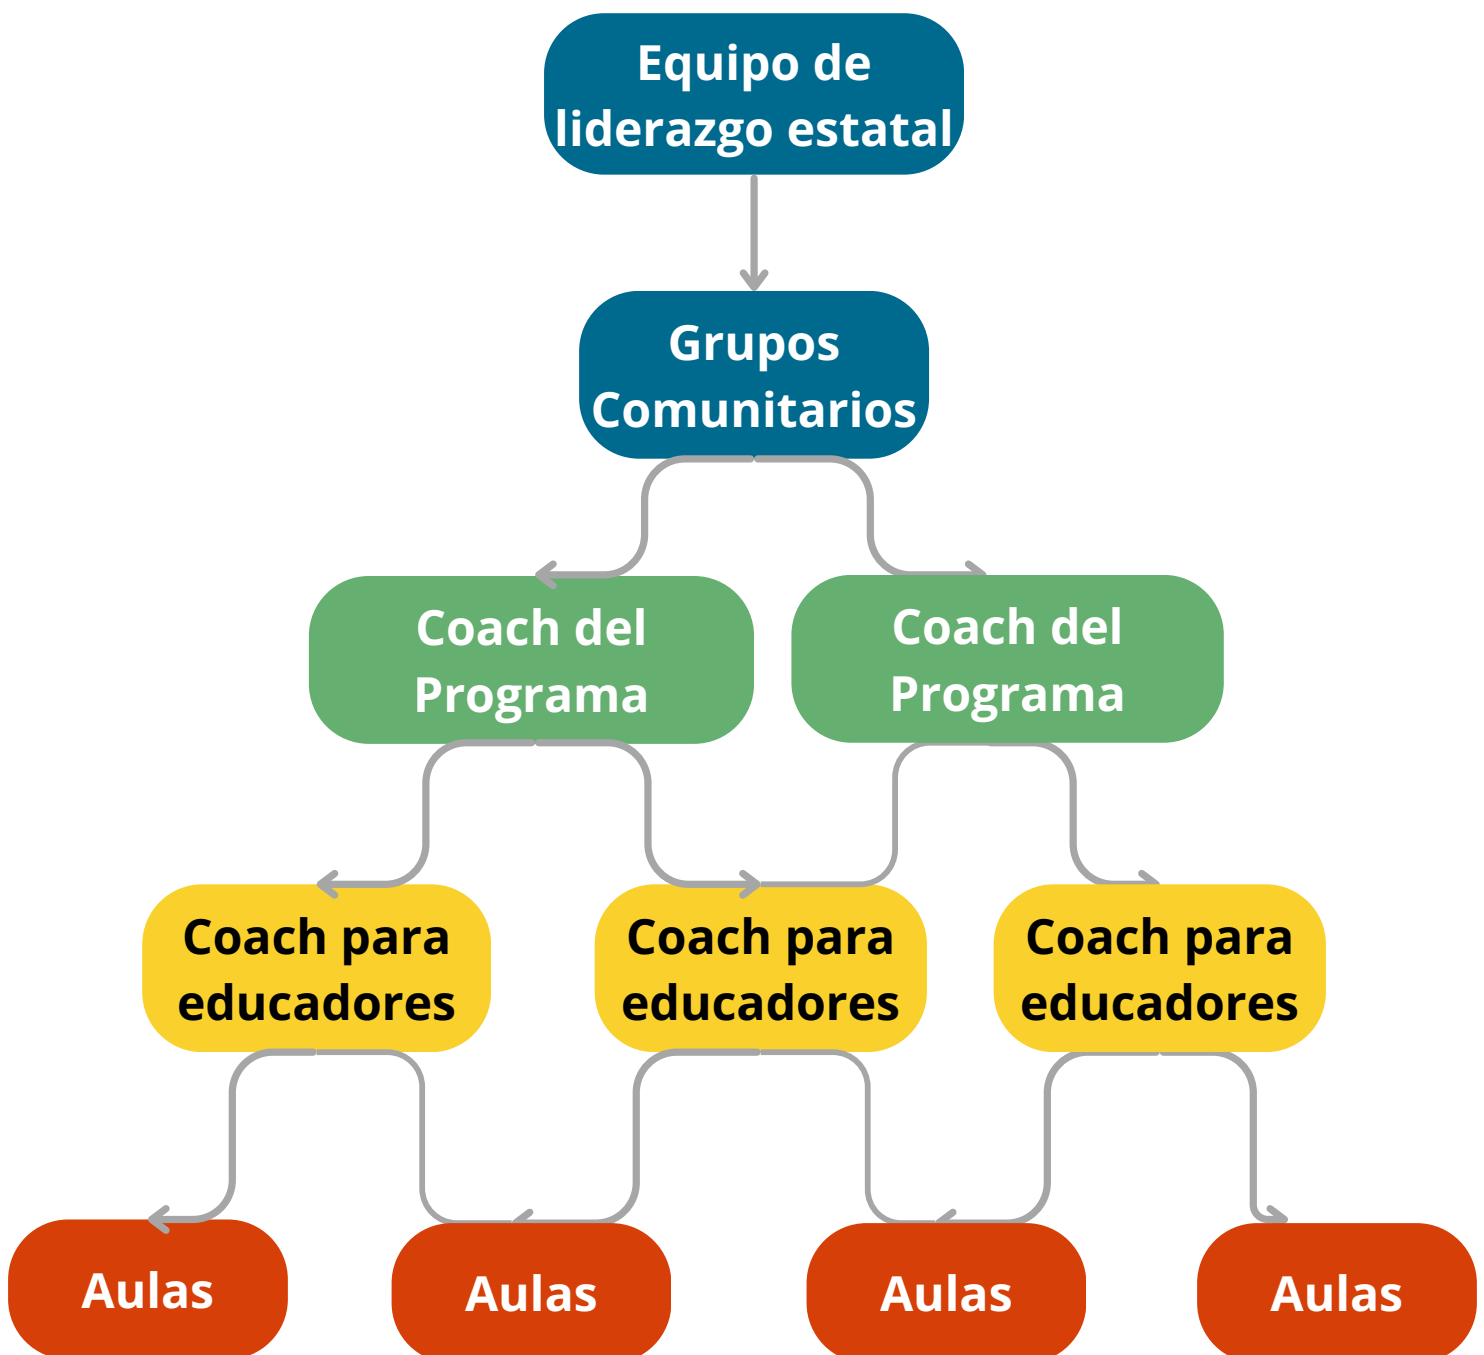 Equipo de
liderazgo estatal
Grupos
Comunitarios
Coach del
Programa
Coach del
Programa
Coach para
educadores
Coach para
educadores
Coach para
educadores
Aulas
Aulas
Aulas
Aulas